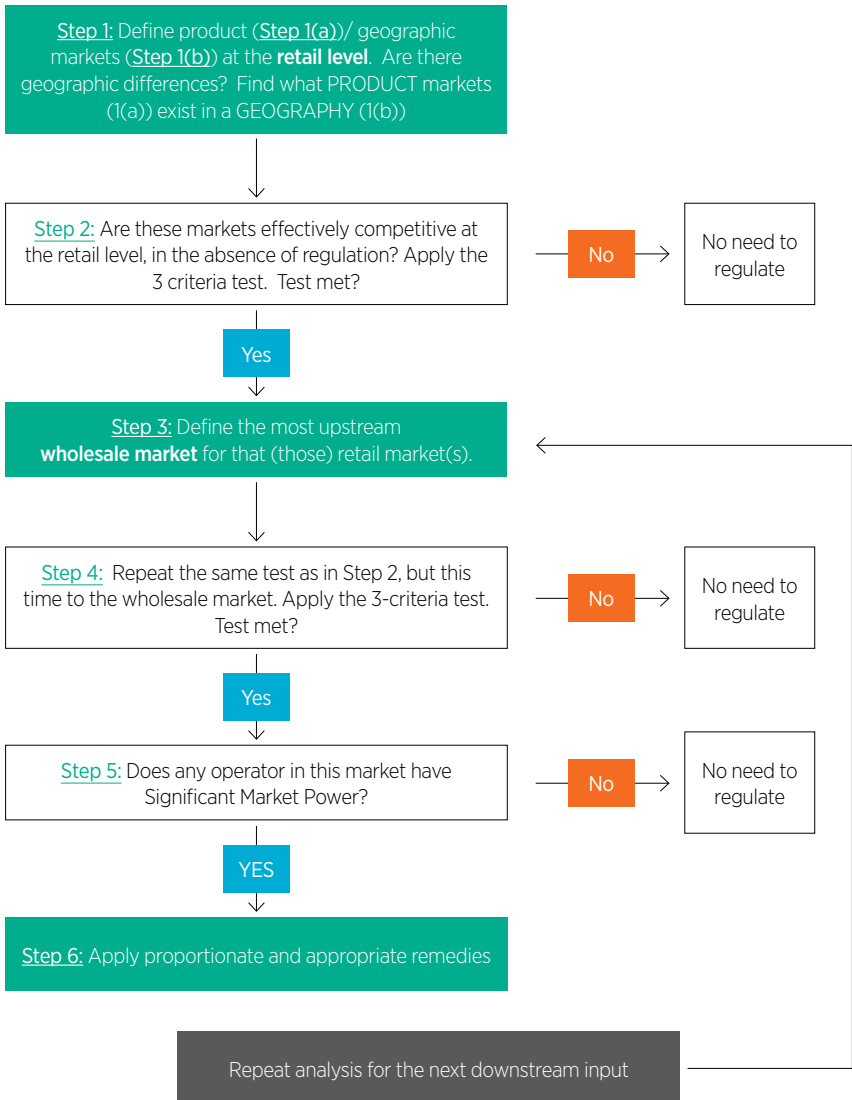 Step 1: Define product (Step 1(a))/ geographic
markets (Step 1(b)) at the retail level. Are there
geographic differences? Find what PRODUCT markets
(1(a)) exist in a GEOGRAPHY (1(b))
Step 2: Are these markets effectively competitive at
the retail level, in the absence of regulation? Apply the
3 criteria test. Test met?
No
No need to
regulate
Yes
Step 3: Define the most upstream
wholesale market for that (those) retail market(s).
Step 4: Repeat the same test as in Step 2, but this
time to the wholesale market. Apply the 3-criteria test.
Test met?
No
No need to
regulate
Yes
Step 5: Does any operator in this market have
Significant Market Power?
No
No need to
regulate
YES
Step 6: Apply proportionate and appropriate remedies
Repeat analysis for the next downstream input